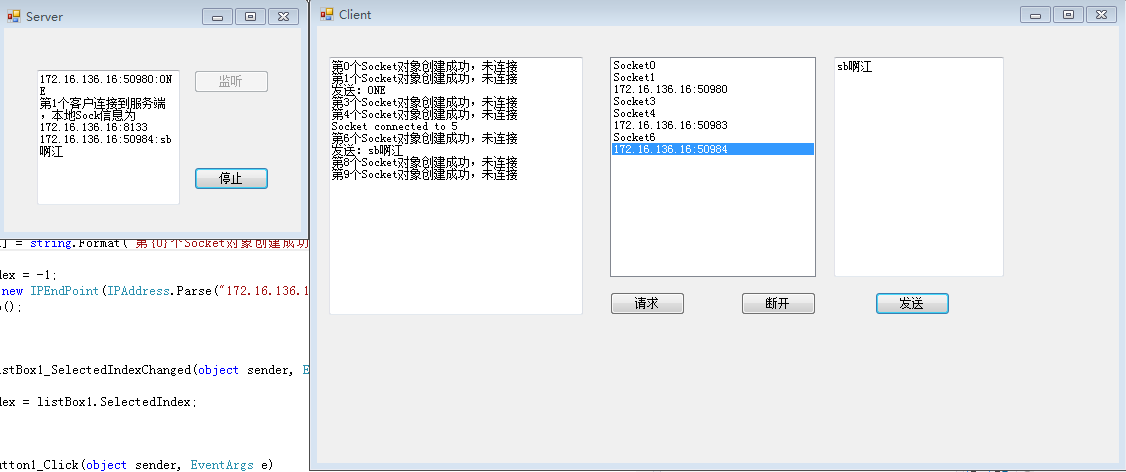 Server
172.16.136.16:50980:ON
E
第1个客户连接到服务端
，本地Sock信息为
172.16.136.16:8133
172.16.136.16:50984:sb
啊江
监听
停止
] = string.Format("第{0}个Socket对象创建成功
dex = -1;
new IPEndPoint(IPAddress.Parse("172.16.136.1
();
istBox1_SelectedIndexChanged(object sender, E
dex = listBox1.SelectedIndex;
utton1_Click(object sender, EventArgs e)
Client
第0个Socket对象创建成功，未连接
第1个Socket对象创建成功，未连接
发送：ONE
第3个Socket对象创建成功，未连接
第4个Socket对象创建成功，未连接
Socket connected to 5
第6个Socket对象创建成功，未连接
发送：sb啊江
第8个Socket对象创建成功，未连接
第9个Socket对象创建成功，未连接
Socket0
Socket1
172.16.136.16:50980
Socket3
Socket4
172.16.136.16:50983
Socket6
172.16.136.16:50984
sb啊江
请求
断开
发送